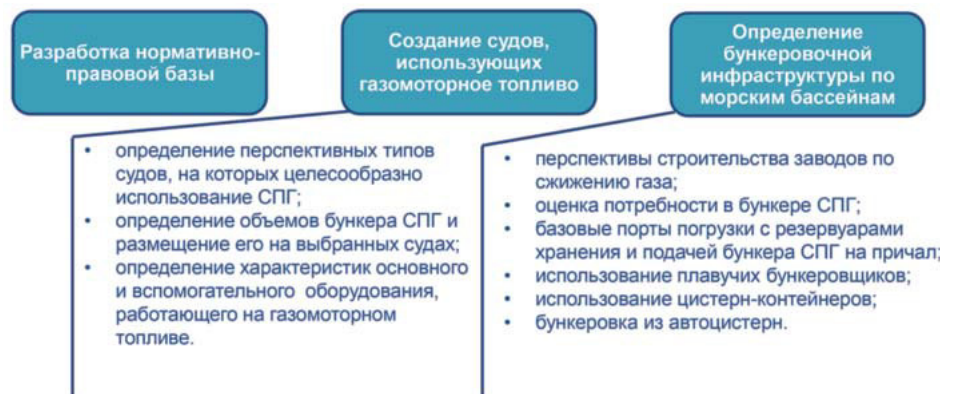 Разработка нормативно-
правовой базы
Создание судов,
использующих
газомоторное топливо
Определение
бункеровочной
инфраструктуры по
морским бассейнам
• определение перспективных типов
судов, на которых целесообразно
использование СПГ;
• определение объемов бункера СПГ и
размещение его на выбранных судах;
• определение характеристик основного
и вспомогательного оборудования,
работающего на газомоторном
топливе.
• перспективы строительства заводов по
сжижению газа;
• оценка потребности в бункере СПГ;
• базовые порты погрузки с резервуарами
хранения и подачей бункера СПГ на причал;
• использование плавучих бункеровщиков;
• использование цистерн-контейнеров;
• бункеровка из автоцистерн.